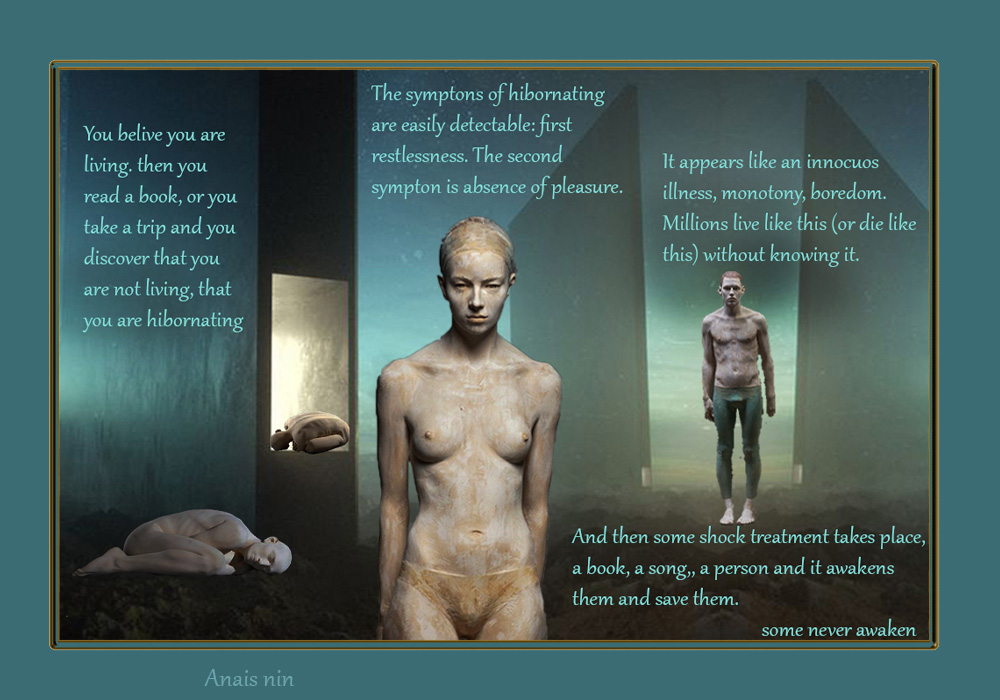 You belive you are
living. then you
read a book, or you
take a trip and you
discover that you
are not living, that
you are hibornating
The symptons of hibornating
are easily detectable: first
restlessness. The second
sympton is absence of pleasure.
It appears like an innocuos
illness, monotony, boredom.
Millions live like this (or die like
this) without knowing it.
And then some shock treatment takes place,
a book, a song,, a person and it awakens
them and save them.
some never awaken
Anais nin